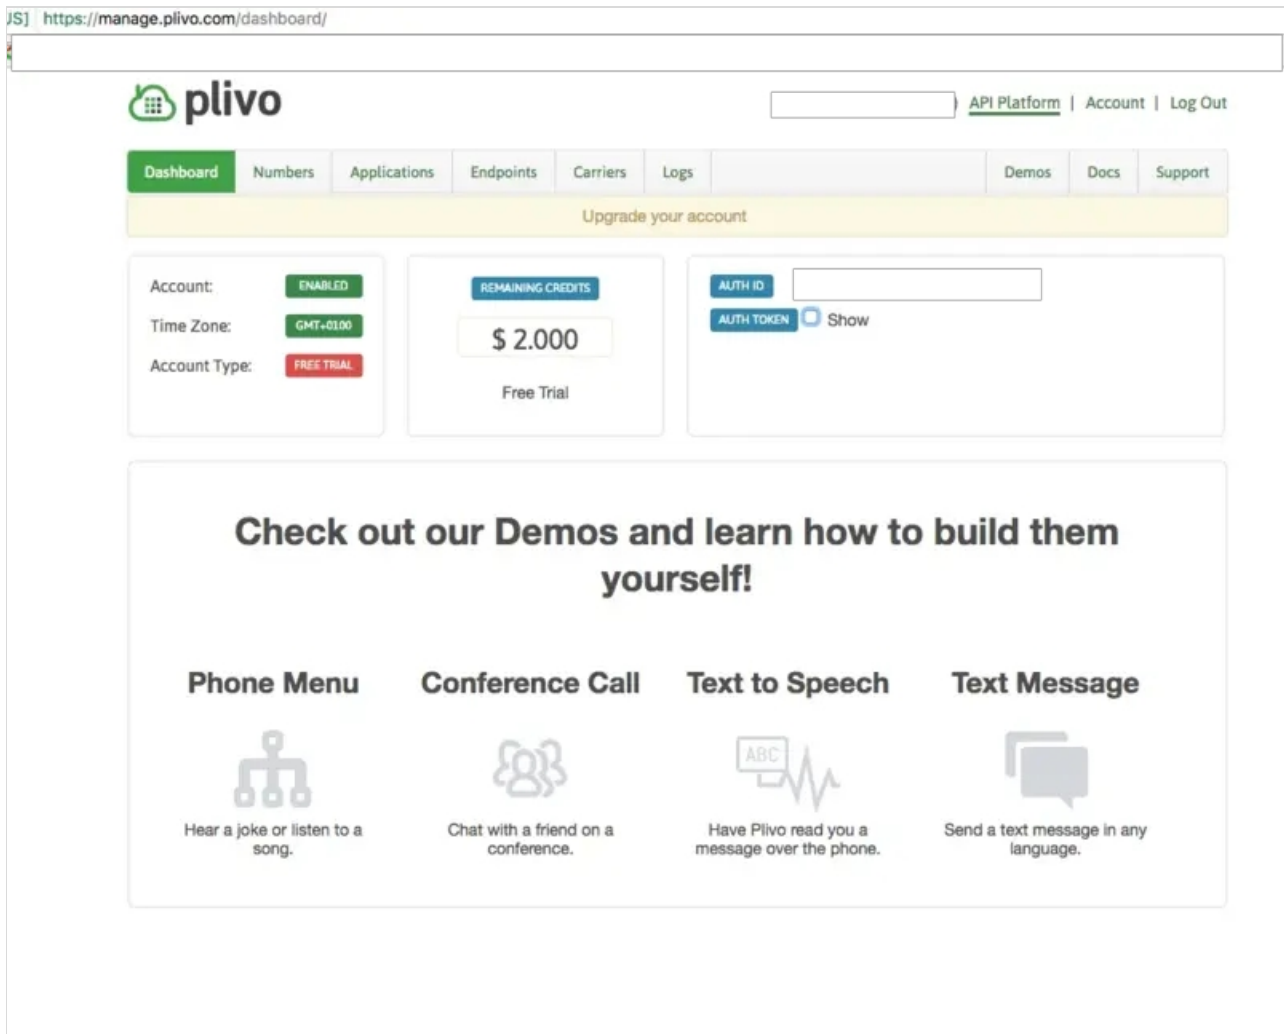 US] https://manage.plivo.com/dashboard/
plivo
API Platform | Account | Log Out
Dashboard Numbers Applications Endpoints Carriers Logs Demos Docs Support
Upgrade your account
Account: ENABLED
Time Zone: GMT+0100
Account Type: FREE TRIAL
REMAINING CREDITS
$ 2.000
Free Trial
AUTH ID
AUTH TOKEN Show
Check out our Demos and learn how to build them
yourself!
Phone Menu
Hear a joke or listen to a
song.
Conference Call
Chat with a friend on a
conference.
Text to Speech
ABC
Have Plivo read you a
message over the phone.
Text Message
Send a text message in any
language.